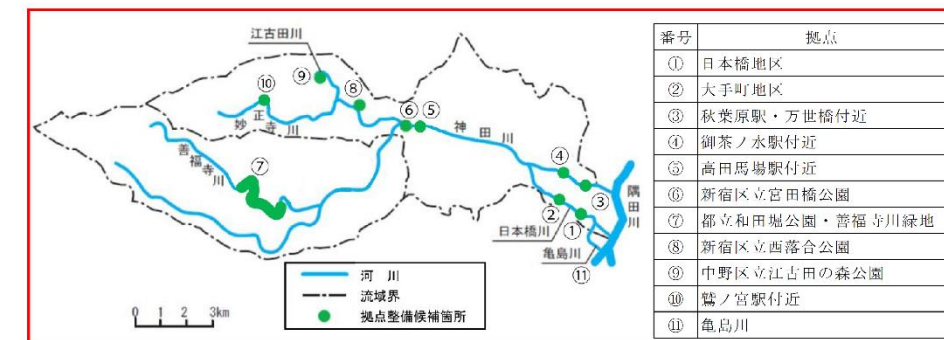 江古田川
⑨
⑩
⑧
妙正寺川
⑥
⑤
神田川
善福寺川
⑦
④
③
隅田川
②
①
日本橋川
亀島川
⑪
河川
流域界
拠点整備候補箇所
0 1 2 3km
番号 拠点
① 日本橋地区
② 大手町地区
③ 秋葉原駅・万世橋付近
④ 御茶ノ水駅付近
⑤ 高田馬場駅付近
⑥ 新宿区立宮田橋公園
⑦ 都立和田堀公園・善福寺川緑地
⑧ 新宿区立西落合公園
⑨ 中野区立江古田の森公園
⑩ 鷺ノ宮駅付近
⑪ 亀島川